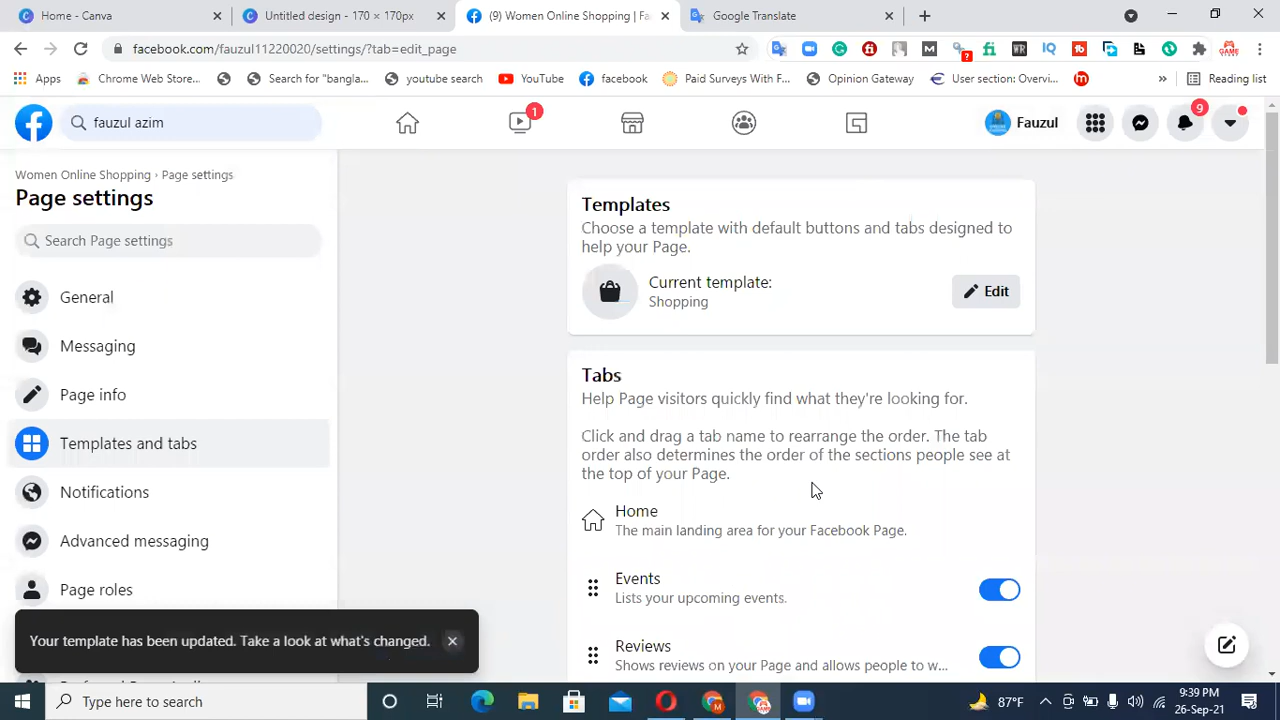 Home - Canva
Untitled design - 170 × 170px
(9) Women Online Shopping | Fa
Google Translate
facebook.com/fauzul11220020/settings/?tab=edit_page
Apps
Chrome Web Store...
Search for "bangla...
youtube search
YouTube
facebook
Paid Surveys With F...
Opinion Gateway
User section: Overvi...
»
Reading list
fauzul azim
1
Fauzul
9
Women Online Shopping › Page settings
Page settings
Search Page settings
General
Messaging
Page info
Templates and tabs
Notifications
Advanced messaging
Page roles
Your template has been updated. Take a look at what's changed.
Templates
Choose a template with default buttons and tabs designed to
help your Page.
Current template:
Shopping
Edit
Tabs
Help Page visitors quickly find what they're looking for.
Click and drag a tab name to rearrange the order. The tab
order also determines the order of the sections people see at
the top of your Page.
Home
The main landing area for your Facebook Page.
Events
Lists your upcoming events.
Reviews
Shows reviews on your Page and allows people to w...
Type here to search
87°F
9:39 PM
26-Sep-21